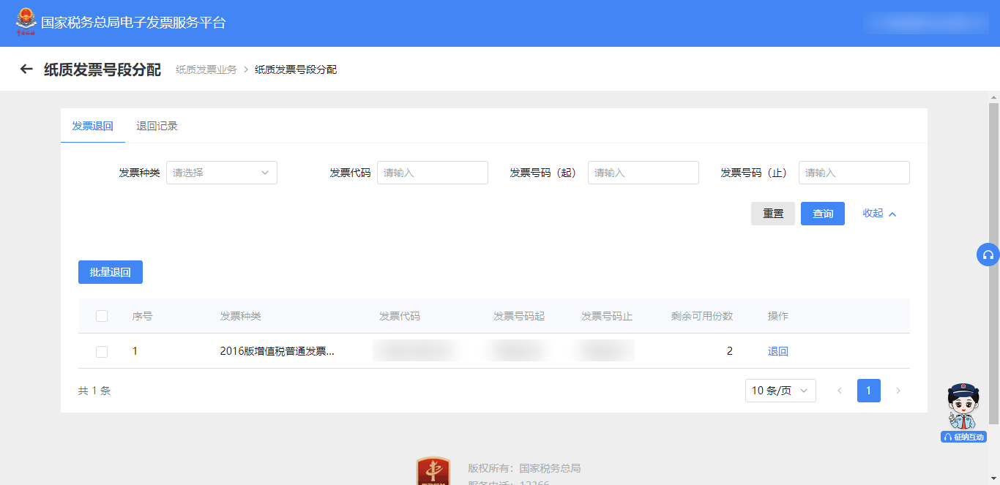 国家税务总局电子发票服务平台
纸质发票号段分配 纸质发票业务 > 纸质发票号段分配
发票退回 退回记录
发票种类 请选择 发票代码 请输入 发票号码（起） 请输入 发票号码（止） 请输入
重置 查询 收起
批量退回
序号 发票种类 发票代码 发票号码起 发票号码止 剩余可用份数 操作
1 2016版增值税普通发票... 2 退回
共 1 条 10 条/页 < 1 >
征纳互动
版权所有：国家税务总局
服务电话：12366